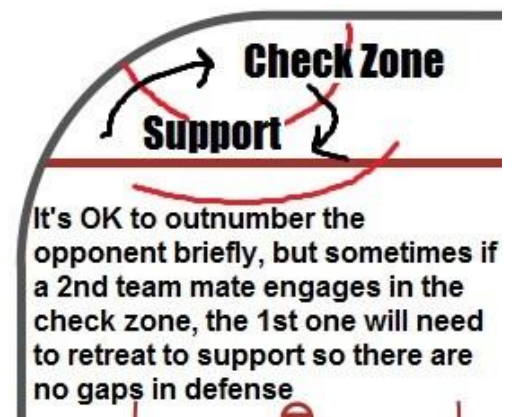 Check Zone
Support
It's OK to outnumber the
opponent briefly, but sometimes if
a 2nd team mate engages in the
check zone, the 1st one will need
to retreat to support so there are
no gaps in defense